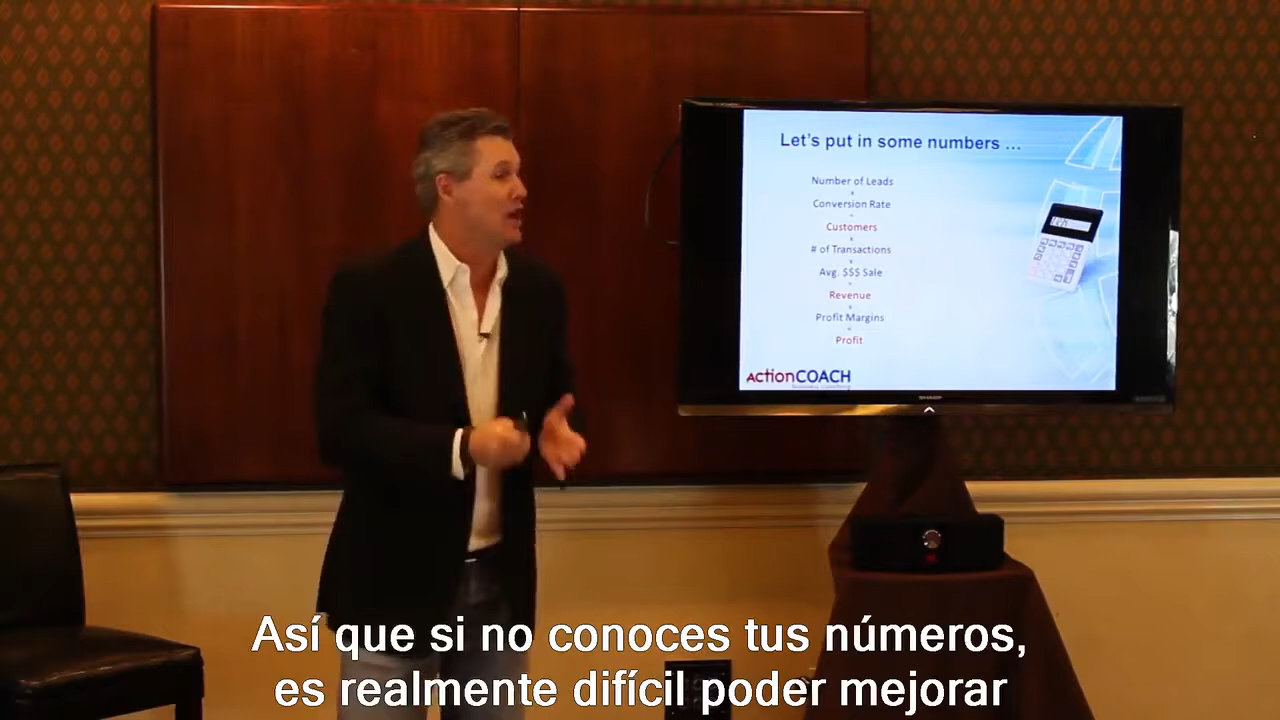 Let's put in some numbers ...
Number of Leads
x
Conversion Rate
=
Customers
x
# of Transactions
x
Avg. $$$ Sale
=
Revenue
x
Profit Margins
=
Profit
ActionCOACH
SHARP
Así que si no conoces tus números,
es realmente difícil poder mejorar